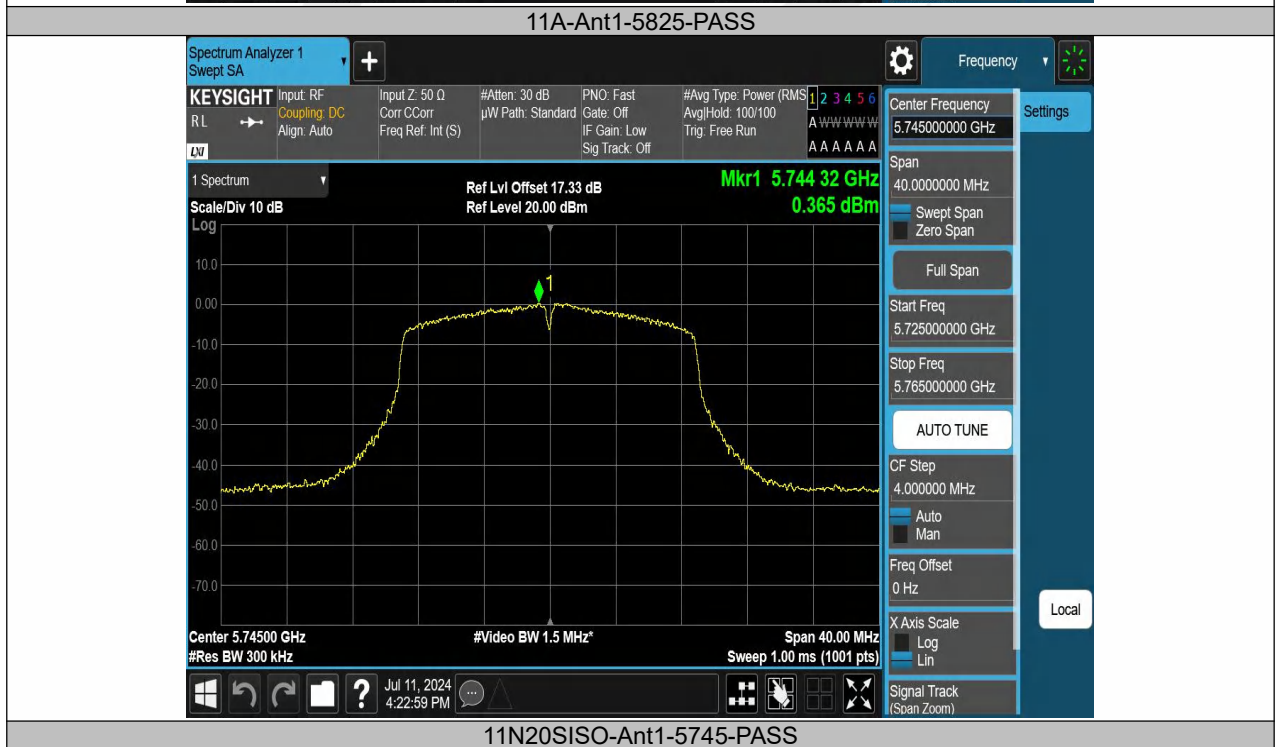 11A-Ant1-5825-PASS
Spectrum Analyzer 1
Swept SA
+
Frequency
KEYSIGHT
RL
LXI
Input: RF
Coupling: DC
Align: Auto
Input Z: 50 Ω
Corr CCorr
Freq Ref: Int (S)
#Atten: 30 dB
µW Path: Standard
PNO: Fast
Gate: Off
IF Gain: Low
Sig Track: Off
#Avg Type: Power (RMS
Avg|Hold: 100/100
Trig: Free Run
1 2 3 4 5 6
A W W W W W
A A A A A A
Center Frequency
5.745000000 GHz
Settings
1 Spectrum
Ref Lvl Offset 17.33 dB
Mkr1 5.744 32 GHz
Scale/Div 10 dB
Ref Level 20.00 dBm
0.365 dBm
Log
10.0
0.00
-10.0
-20.0
-30.0
-40.0
-50.0
-60.0
-70.0
1
Span
40.0000000 MHz
Swept Span
Zero Span
Full Span
Start Freq
5.725000000 GHz
Stop Freq
5.765000000 GHz
AUTO TUNE
CF Step
4.000000 MHz
Auto
Man
Freq Offset
0 Hz
X Axis Scale
Log
Lin
Signal Track
(Span Zoom)
Local
Center 5.74500 GHz
#Video BW 1.5 MHz*
Span 40.00 MHz
#Res BW 300 kHz
Sweep 1.00 ms (1001 pts)
?
Jul 11, 2024
4:22:59 PM
11N20SISO-Ant1-5745-PASS